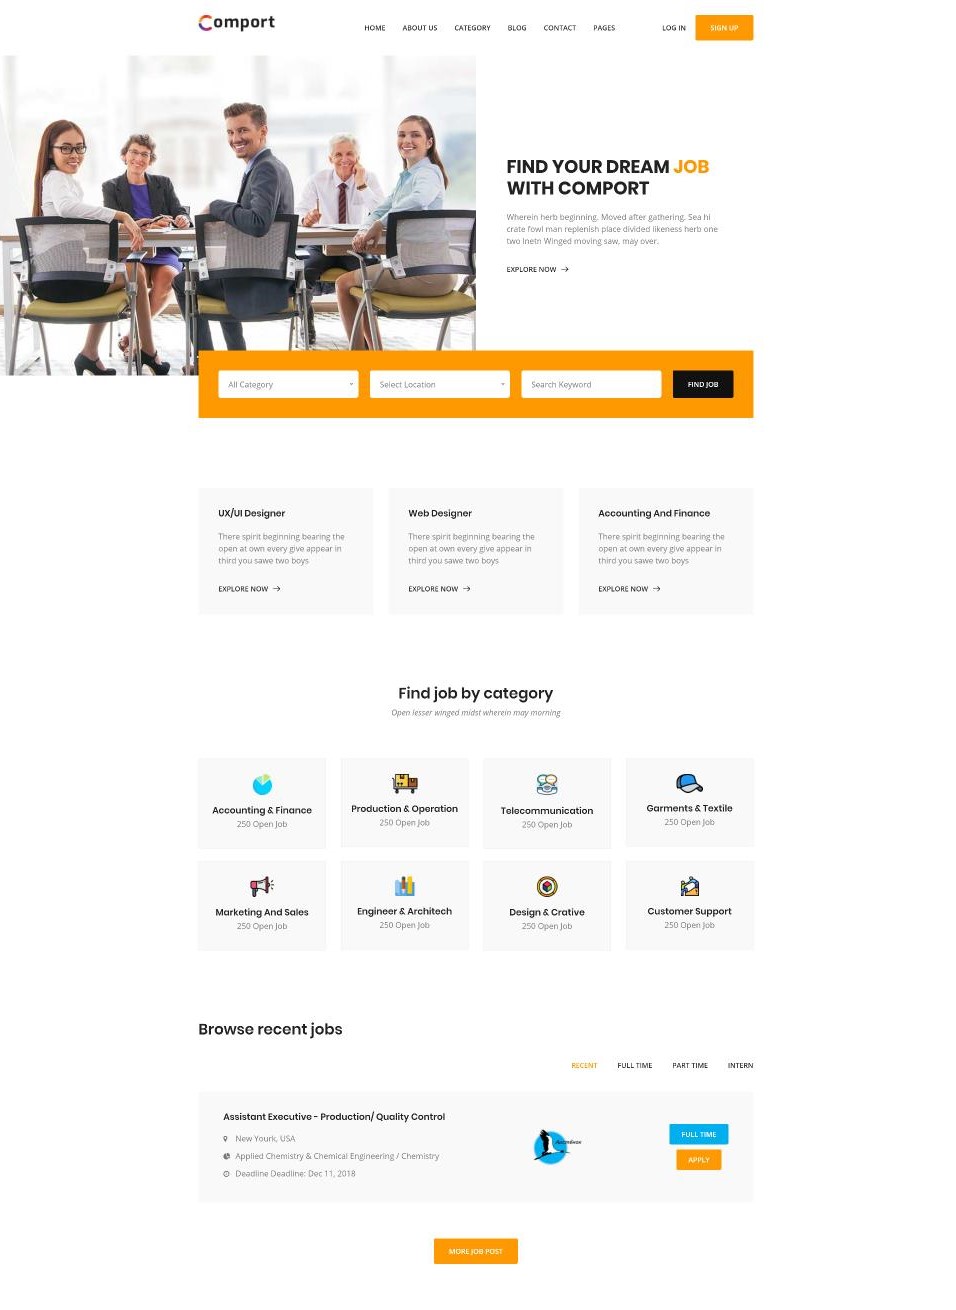 Comport
HOME ABOUT US CATEGORY BLOG CONTACT PAGES LOG IN SIGN UP
FIND YOUR DREAM JOB
WITH COMPORT
Wherein herb beginning. Moved after gathering. Sea hi
crate fowl man replenish place divided likeness herb one
two Inetn Winged moving saw, may over.
EXPLORE NOW
All Category Select Location Search Keyword FIND JOB
UX/UI Designer Web Designer Accounting And Finance
There spirit beginning bearing the There spirit beginning bearing the There spirit beginning bearing the
open at own every give appear in open at own every give appear in open at own every give appear in
third you sawe two boys third you sawe two boys third you sawe two boys
EXPLORE NOW EXPLORE NOW EXPLORE NOW
Find job by category
Open lesser winged midst wherein may morning
Accounting & Finance Production & Operation Telecommunication Garments & Textile
250 Open Job 250 Open Job 250 Open Job 250 Open Job
Marketing And Sales Engineer & Architech Design & Crative Customer Support
250 Open Job 250 Open Job 250 Open Job 250 Open Job
Browse recent jobs
RECENT FULL TIME PART TIME INTERN
Assistant Executive - Production/ Quality Control
New Yourk, USA
Applied Chemistry & Chemical Engineering / Chemistry
Deadline Deadline: Dec 11, 2018
FULL TIME
APPLY
MORE JOB POST